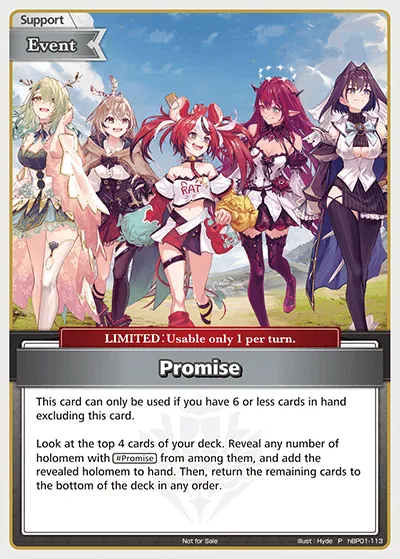 Support
Event
RAT
LIMITED:Usable only 1 per turn.
Promise
This card can only be used if you have 6 or less cards in hand
excluding this card.
Look at the top 4 cards of your deck. Reveal any number of
holomem with #Promise from among them, and add the
revealed holomem to hand. Then, return the remaining cards to
the bottom of the deck in any order.
Not for Sale
illust : Hyde P hBP01-113